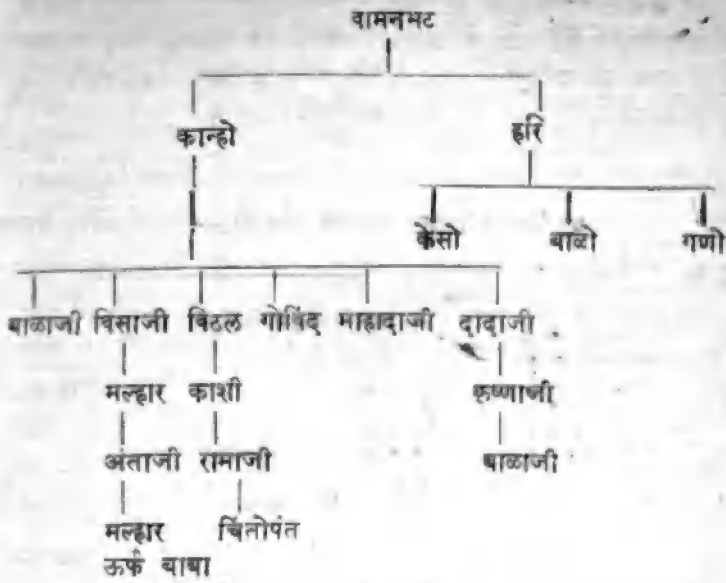 वामनभट
कान्हो हरि
केसो बाळो गणो
बाळाजी विसाजी विठल गोविंद माहादाजी दादाजी
मल्हार काशी कृष्णाजी
अंताजी रामाजी बाळाजी
मल्हार चिंतोपंत
ऊर्फ बाबा